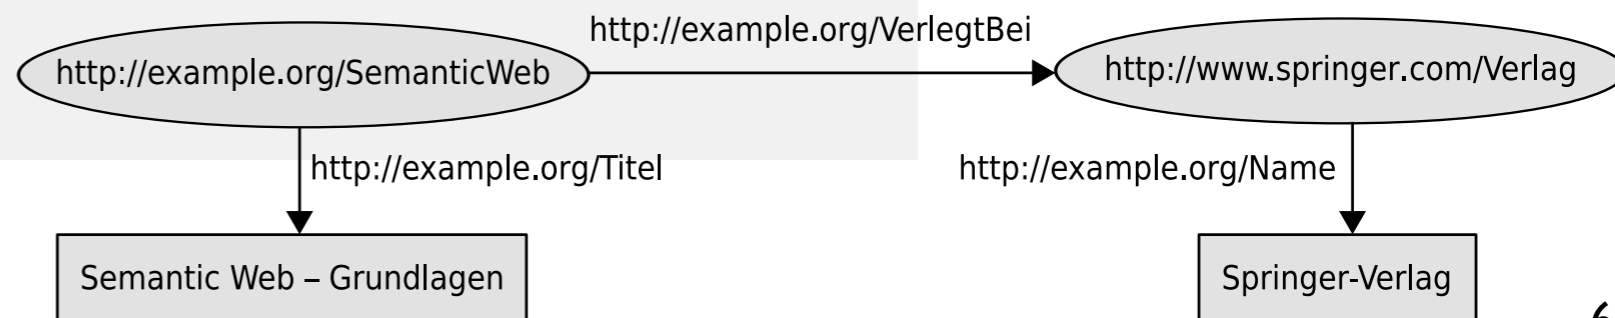 http://example.org/VerlegtBei
http://example.org/SemanticWeb
http://www.springer.com/Verlag
http://example.org/Titel
http://example.org/Name
Semantic Web – Grundlagen
Springer-Verlag